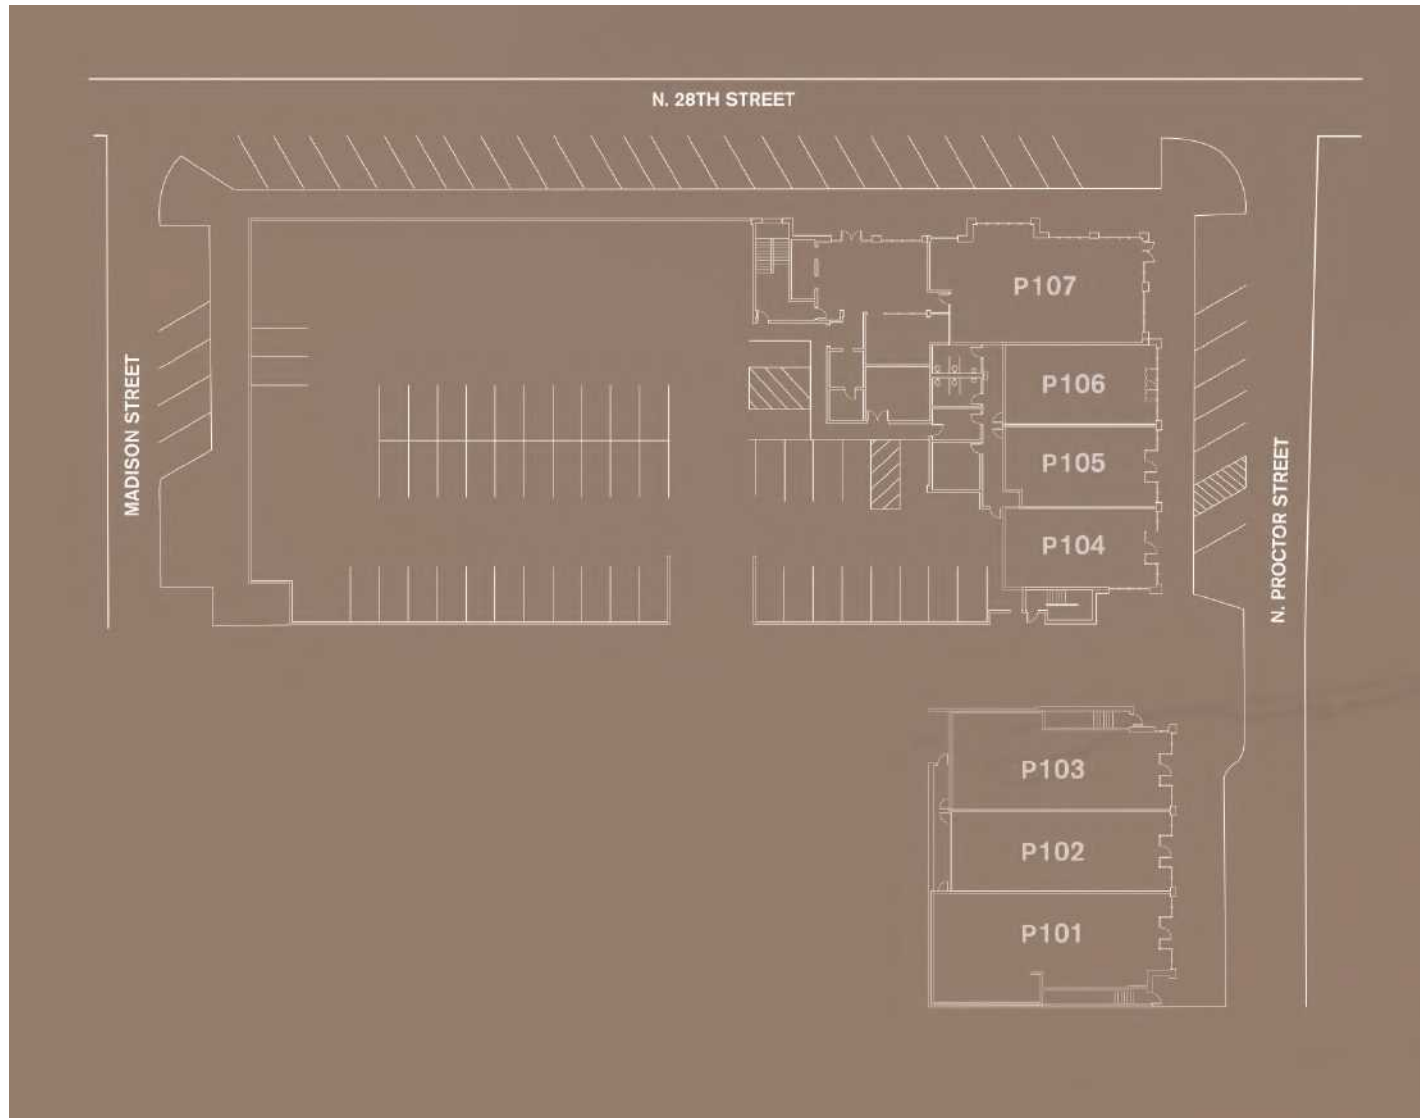 N. 28TH STREET
MADISON STREET
N. PROCTOR STREET
P107
P106
P105
P104
P103
P102
P101